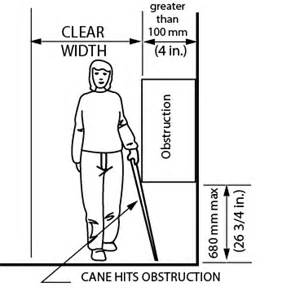 greater
than
100 mm
(4 in.)
CLEAR
WIDTH
Obstruction
680 mm max
(26 3/4 in.)
CANE HITS OBSTRUCTION